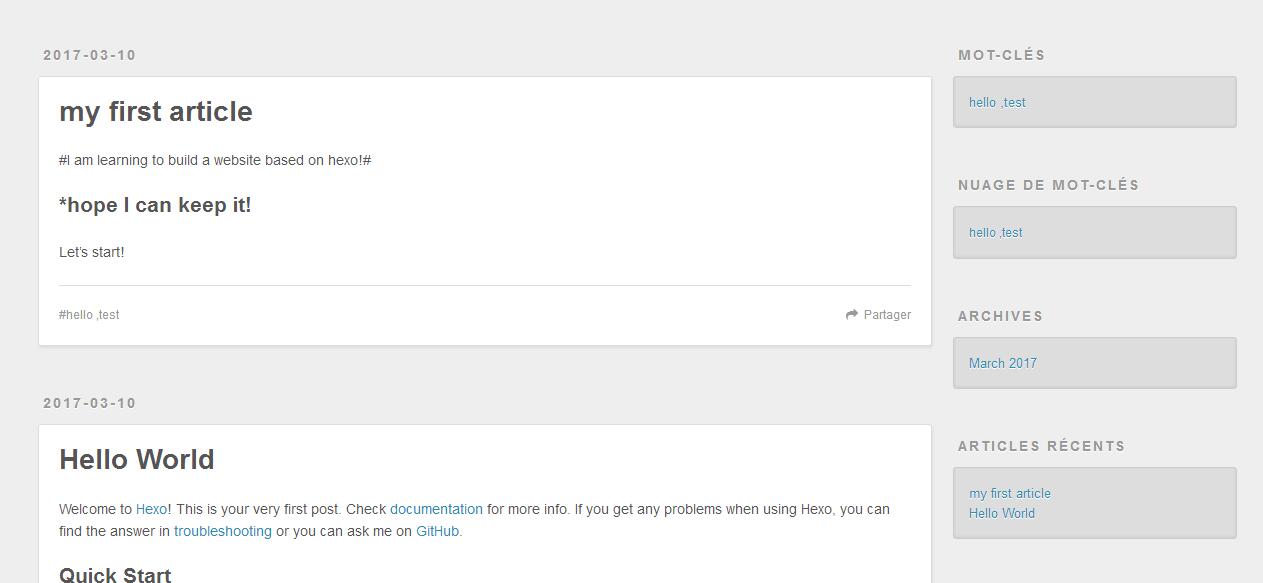 2017-03-10
my first article
#I am learning to build a website based on hexo!#
*hope I can keep it!
Let's start!
#hello ,test
Partager
2017-03-10
Hello World
Welcome to Hexo! This is your very first post. Check documentation for more info. If you get any problems when using Hexo, you can
find the answer in troubleshooting or you can ask me on GitHub.
Quick Start
MOT-CLÉS
hello ,test
NUAGE DE MOT-CLÉS
hello ,test
ARCHIVES
March 2017
ARTICLES RÉCENTS
my first article
Hello World